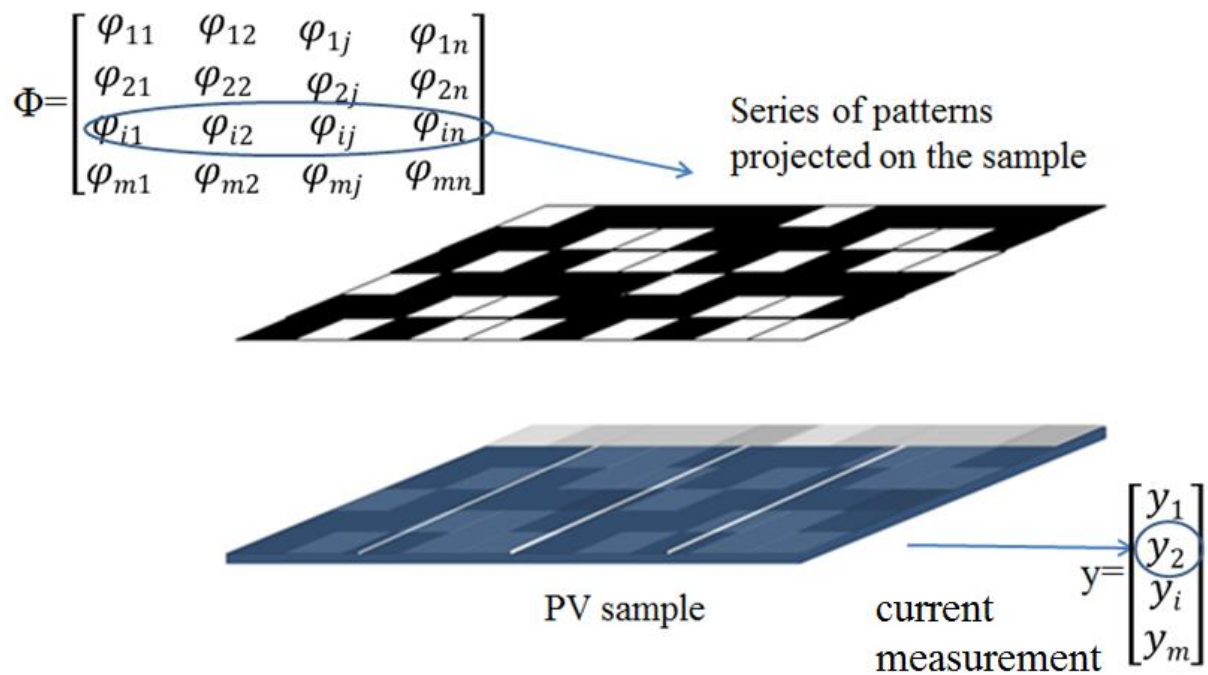 Φ=[φ11 φ12 φ1j φ1n
φ21 φ22 φ2j φ2n
φi1 φi2 φij φin
φm1 φm2 φmj φmn]
Series of patterns
projected on the sample
PV sample
current
measurement
y=[y1
y2
yi
ym]